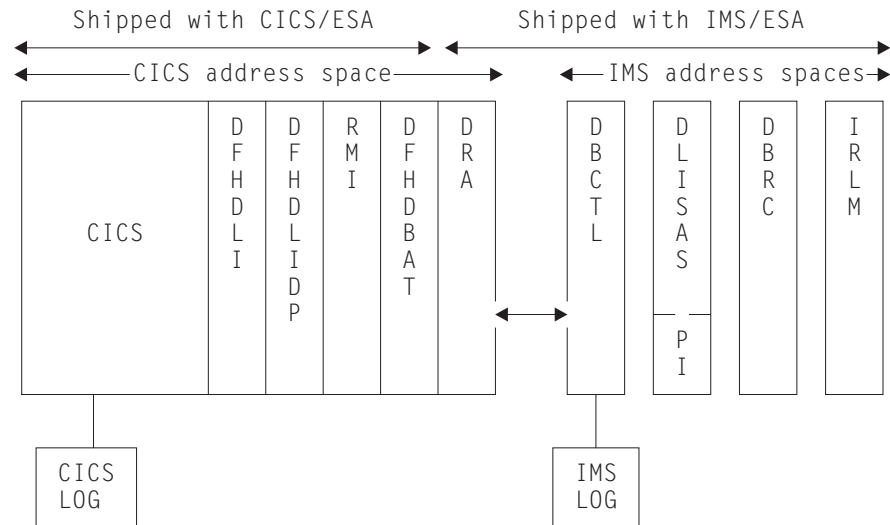 Shipped with CICS/ESA
Shipped with IMS/ESA
CICS address space
IMS address spaces
CICS
DFHDLI
DFHDLIDP
RMI
DFHDBAT
DRA
DBCTL
DLISAS
PI
DBRC
IRLM
CICS
LOG
IMS
LOG